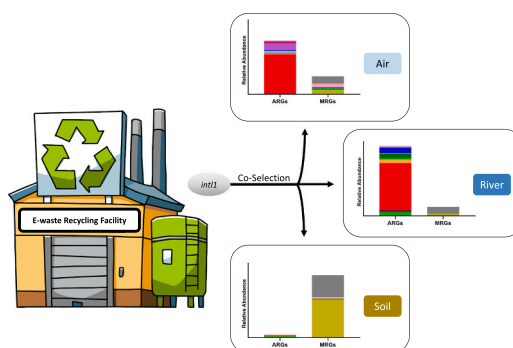 Relative Abundance
ARGs
MRGs
Air
E-waste Recycling Facility
intI1
Co-Selection
Relative Abundance
ARGs
MRGs
River
Relative Abundance
ARGs
MRGs
Soil